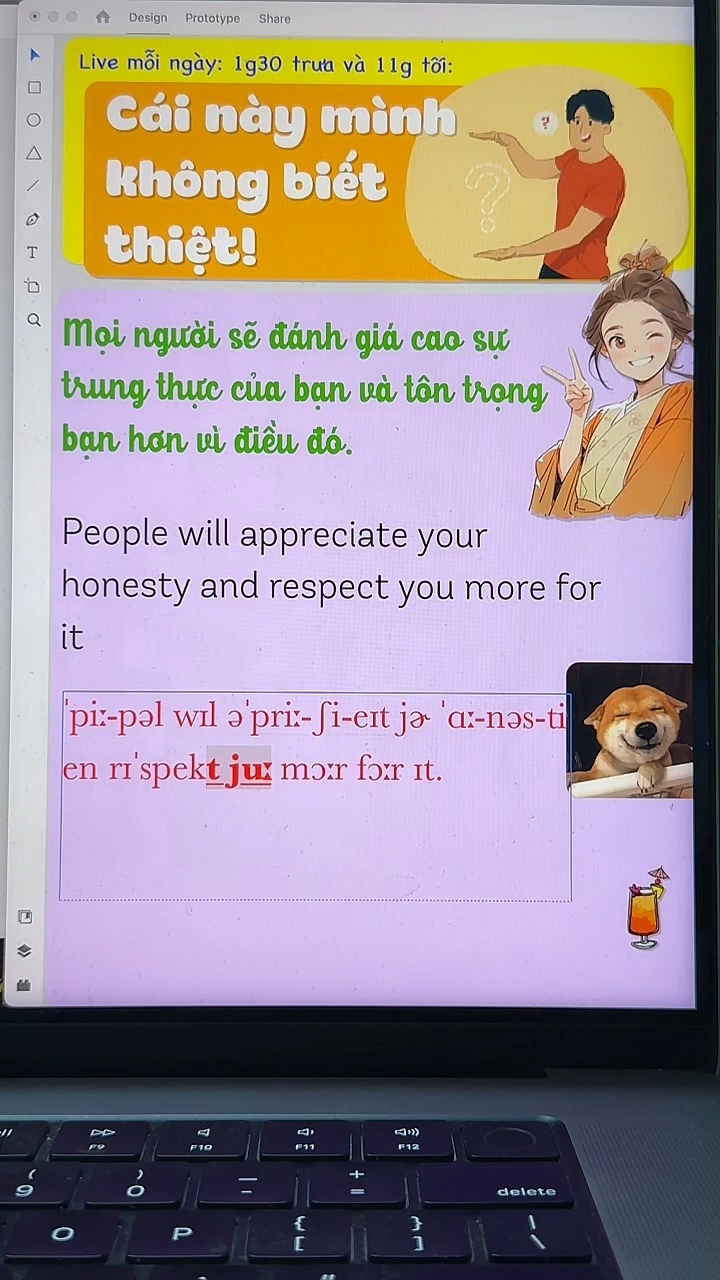 Design Prototype Share
Live mỗi ngày: 1g30 trưa và 11g tối:
Cái này mình
không biết
thiệt!
?
Mọi người sẽ đánh giá cao sự
trung thực của bạn và tôn trọng
bạn hơn vì điều đó.
People will appreciate your
honesty and respect you more for
it
ˈpiː-pəl wɪl əˈpriː-ʃi-eɪt jɚ ˈɑː-nəs-ti
en rɪˈspekt juː mɔːr fɔːr ɪt.
T
F9 F10 F11 F12
( ) — +
9 0 - =
delete
O P { [ } ] | \
"